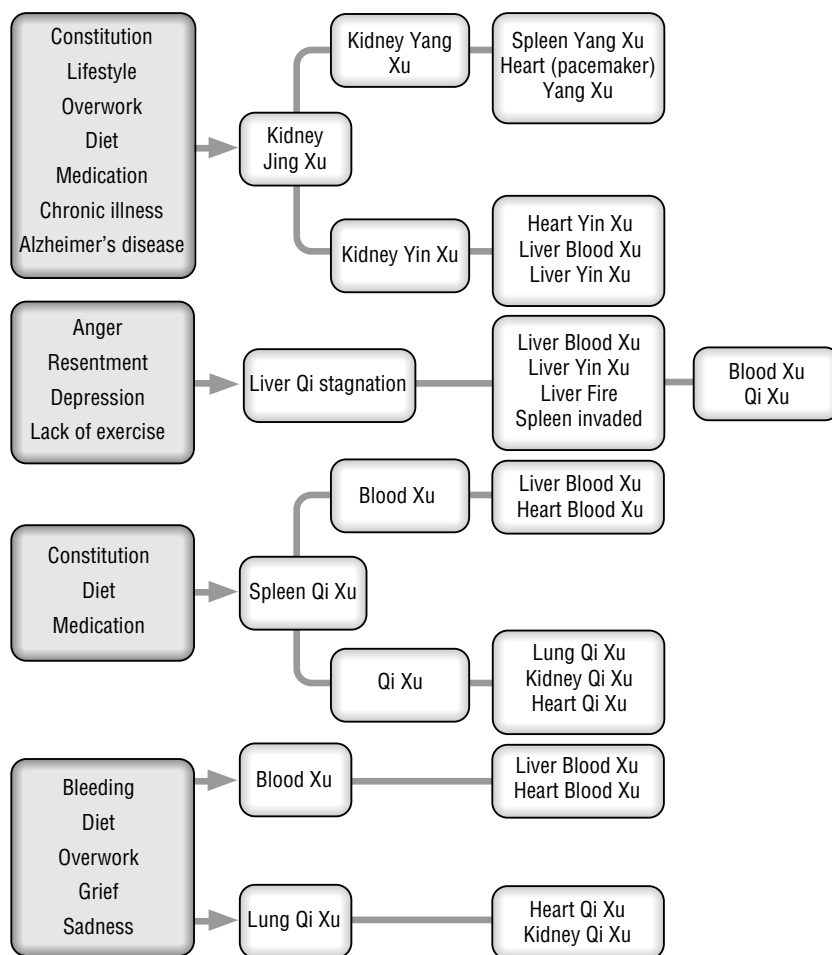 Constitution
Lifestyle
Overwork
Diet
Medication
Chronic illness
Alzheimer's disease
Kidney
Jing Xu
Kidney Yang
Xu
Spleen Yang Xu
Heart (pacemaker)
Yang Xu
Kidney Yin Xu
Heart Yin Xu
Liver Blood Xu
Liver Yin Xu
Anger
Resentment
Depression
Lack of exercise
Liver Qi stagnation
Liver Blood Xu
Liver Yin Xu
Liver Fire
Spleen invaded
Blood Xu
Qi Xu
Constitution
Diet
Medication
Spleen Qi Xu
Blood Xu
Liver Blood Xu
Heart Blood Xu
Qi Xu
Lung Qi Xu
Kidney Qi Xu
Heart Qi Xu
Bleeding
Diet
Overwork
Grief
Sadness
Blood Xu
Liver Blood Xu
Heart Blood Xu
Lung Qi Xu
Heart Qi Xu
Kidney Qi Xu